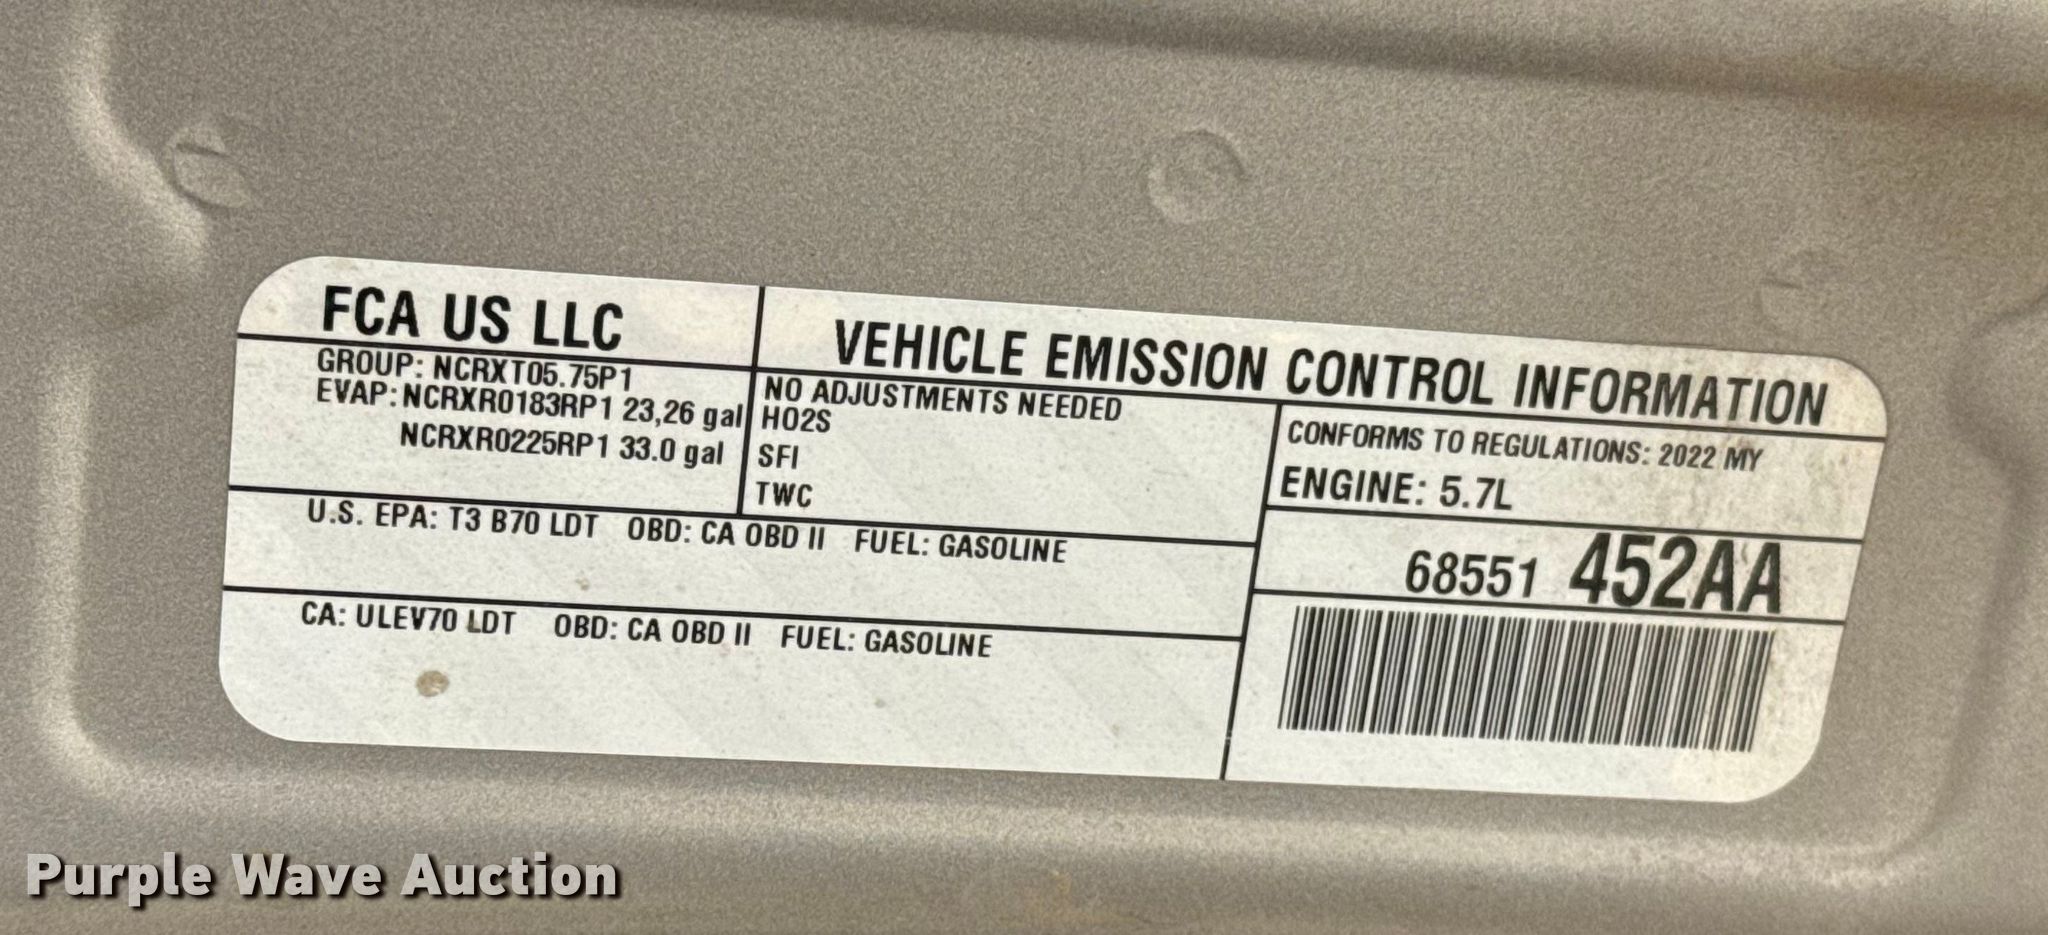 FCA US LLC
VEHICLE EMISSION CONTROL INFORMATION
GROUP: NCRXT05.75P1
EVAP: NCRXR0183RP1 23,26 gal
NCRXR0225RP1 33.0 gal
NO ADJUSTMENTS NEEDED
HO2S
SFI
TWC
CONFORMS TO REGULATIONS: 2022 MY
ENGINE: 5.7L
U.S. EPA: T3 B70 LDT OBD: CA OBD II FUEL: GASOLINE
68551 452AA
CA: ULEV70 LDT OBD: CA OBD II FUEL: GASOLINE
Purple Wave Auction